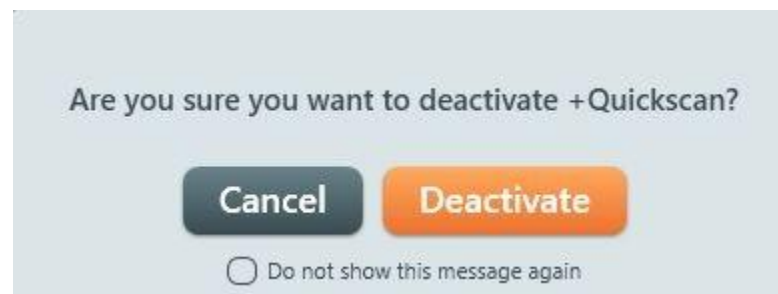 Are you sure you want to deactivate +Quickscan?
Cancel Deactivate
Do not show this message again